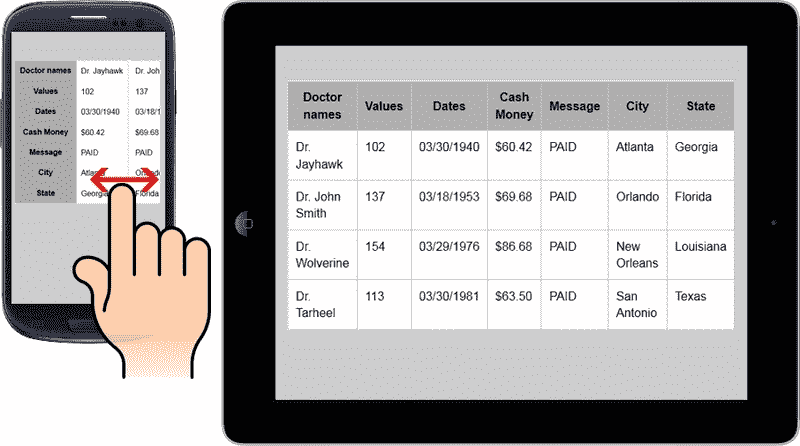 Doctor names Dr. Jayhawk Dr. Joh
Values 102 137
Dates 03/30/1940 03/18/1
Cash Money $60.42 $69.68
Message PAID PAID
City
State Georgia Florida
Doctor names Values Dates Cash Money Message City State
Dr. Jayhawk 102 03/30/1940 $60.42 PAID Atlanta Georgia
Dr. John Smith 137 03/18/1953 $69.68 PAID Orlando Florida
Dr. Wolverine 154 03/29/1976 $86.68 PAID New Orleans Louisiana
Dr. Tarheel 113 03/30/1981 $63.50 PAID San Antonio Texas